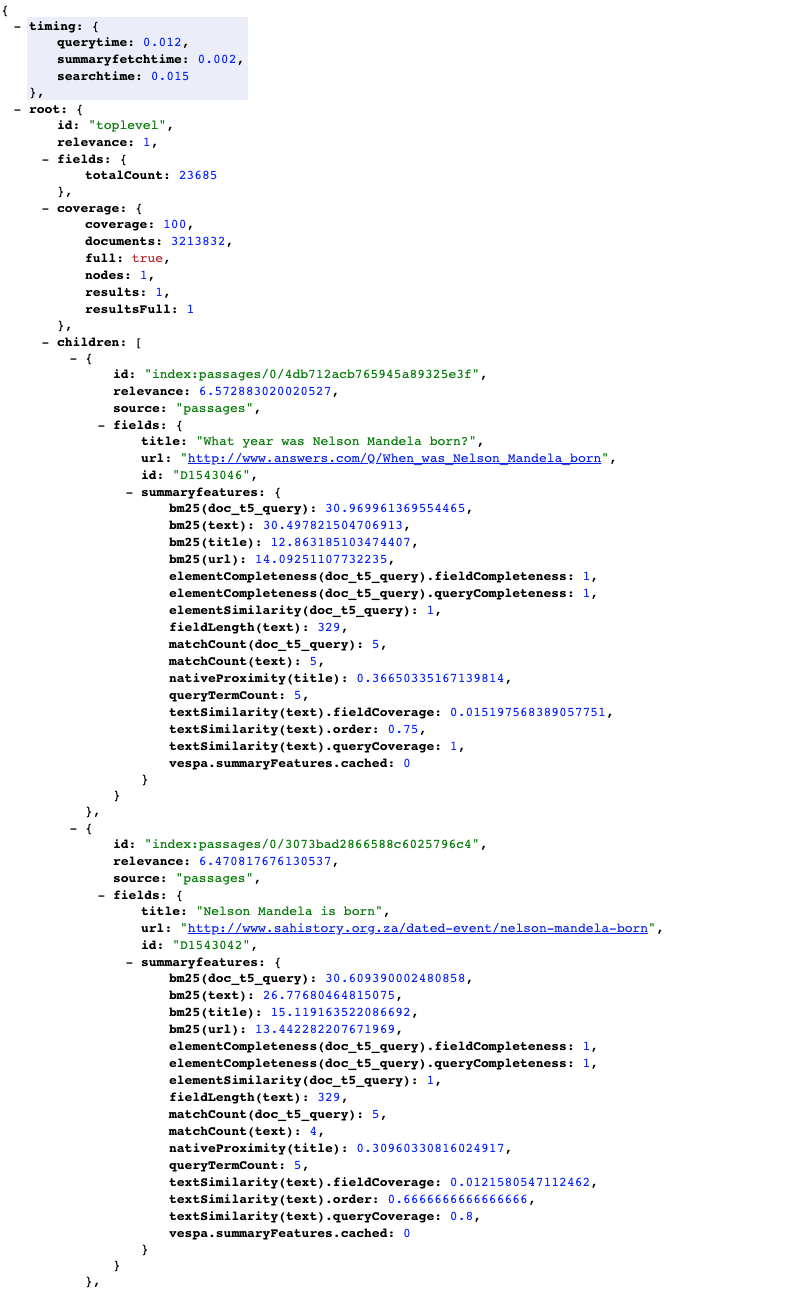 {
- timing: {
querytime: 0.012,
summaryfetchtime: 0.002,
searchtime: 0.015
},
- root: {
id: "toplevel",
relevance: 1,
- fields: {
totalCount: 23685
},
- coverage: {
coverage: 100,
documents: 3213832,
full: true,
nodes: 1,
results: 1,
resultsFull: 1
},
- children: [
- {
id: "index:passages/0/4db712acb765945a89325e3f",
relevance: 6.572883020020527,
source: "passages",
- fields: {
title: "What year was Nelson Mandela born?",
url: "http://www.answers.com/Q/When_was_Nelson_Mandela_born",
id: "D1543046",
- summaryfeatures: {
bm25(doc_t5_query): 30.969961369554465,
bm25(text): 30.497821504706913,
bm25(title): 12.863185103474407,
bm25(url): 14.09251107732235,
elementCompleteness(doc_t5_query).fieldCompleteness: 1,
elementCompleteness(doc_t5_query).queryCompleteness: 1,
elementSimilarity(doc_t5_query): 1,
fieldLength(text): 329,
matchCount(doc_t5_query): 5,
matchCount(text): 5,
nativeProximity(title): 0.36650335167139814,
queryTermCount: 5,
textSimilarity(text).fieldCoverage: 0.015197568389057751,
textSimilarity(text).order: 0.75,
textSimilarity(text).queryCoverage: 1,
vespa.summaryFeatures.cached: 0
}
}
},
- {
id: "index:passages/0/3073bad2866588c6025796c4",
relevance: 6.470817676130537,
source: "passages",
- fields: {
title: "Nelson Mandela is born",
url: "http://www.sahistory.org.za/dated-event/nelson-mandela-born",
id: "D1543042",
- summaryfeatures: {
bm25(doc_t5_query): 30.609390002480858,
bm25(text): 26.77680464815075,
bm25(title): 15.119163522086692,
bm25(url): 13.442282207671969,
elementCompleteness(doc_t5_query).fieldCompleteness: 1,
elementCompleteness(doc_t5_query).queryCompleteness: 1,
elementSimilarity(doc_t5_query): 1,
fieldLength(text): 329,
matchCount(doc_t5_query): 5,
matchCount(text): 4,
nativeProximity(title): 0.30960330816024917,
queryTermCount: 5,
textSimilarity(text).fieldCoverage: 0.0121580547112462,
textSimilarity(text).order: 0.6666666666666666,
textSimilarity(text).queryCoverage: 0.8,
vespa.summaryFeatures.cached: 0
}
}
},